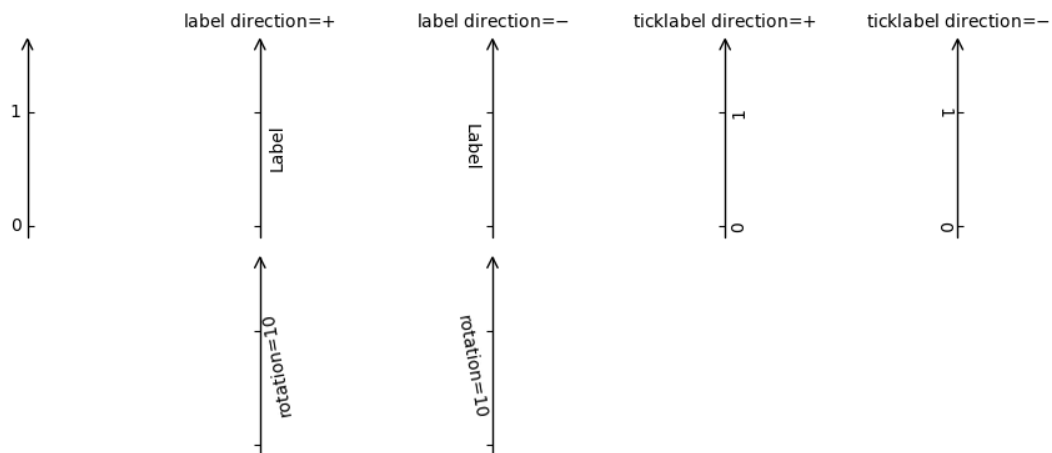 label direction=+
label direction=−
ticklabel direction=+
ticklabel direction=−
1
0
Label
Label
1
0
1
0
rotation=10
rotation=10